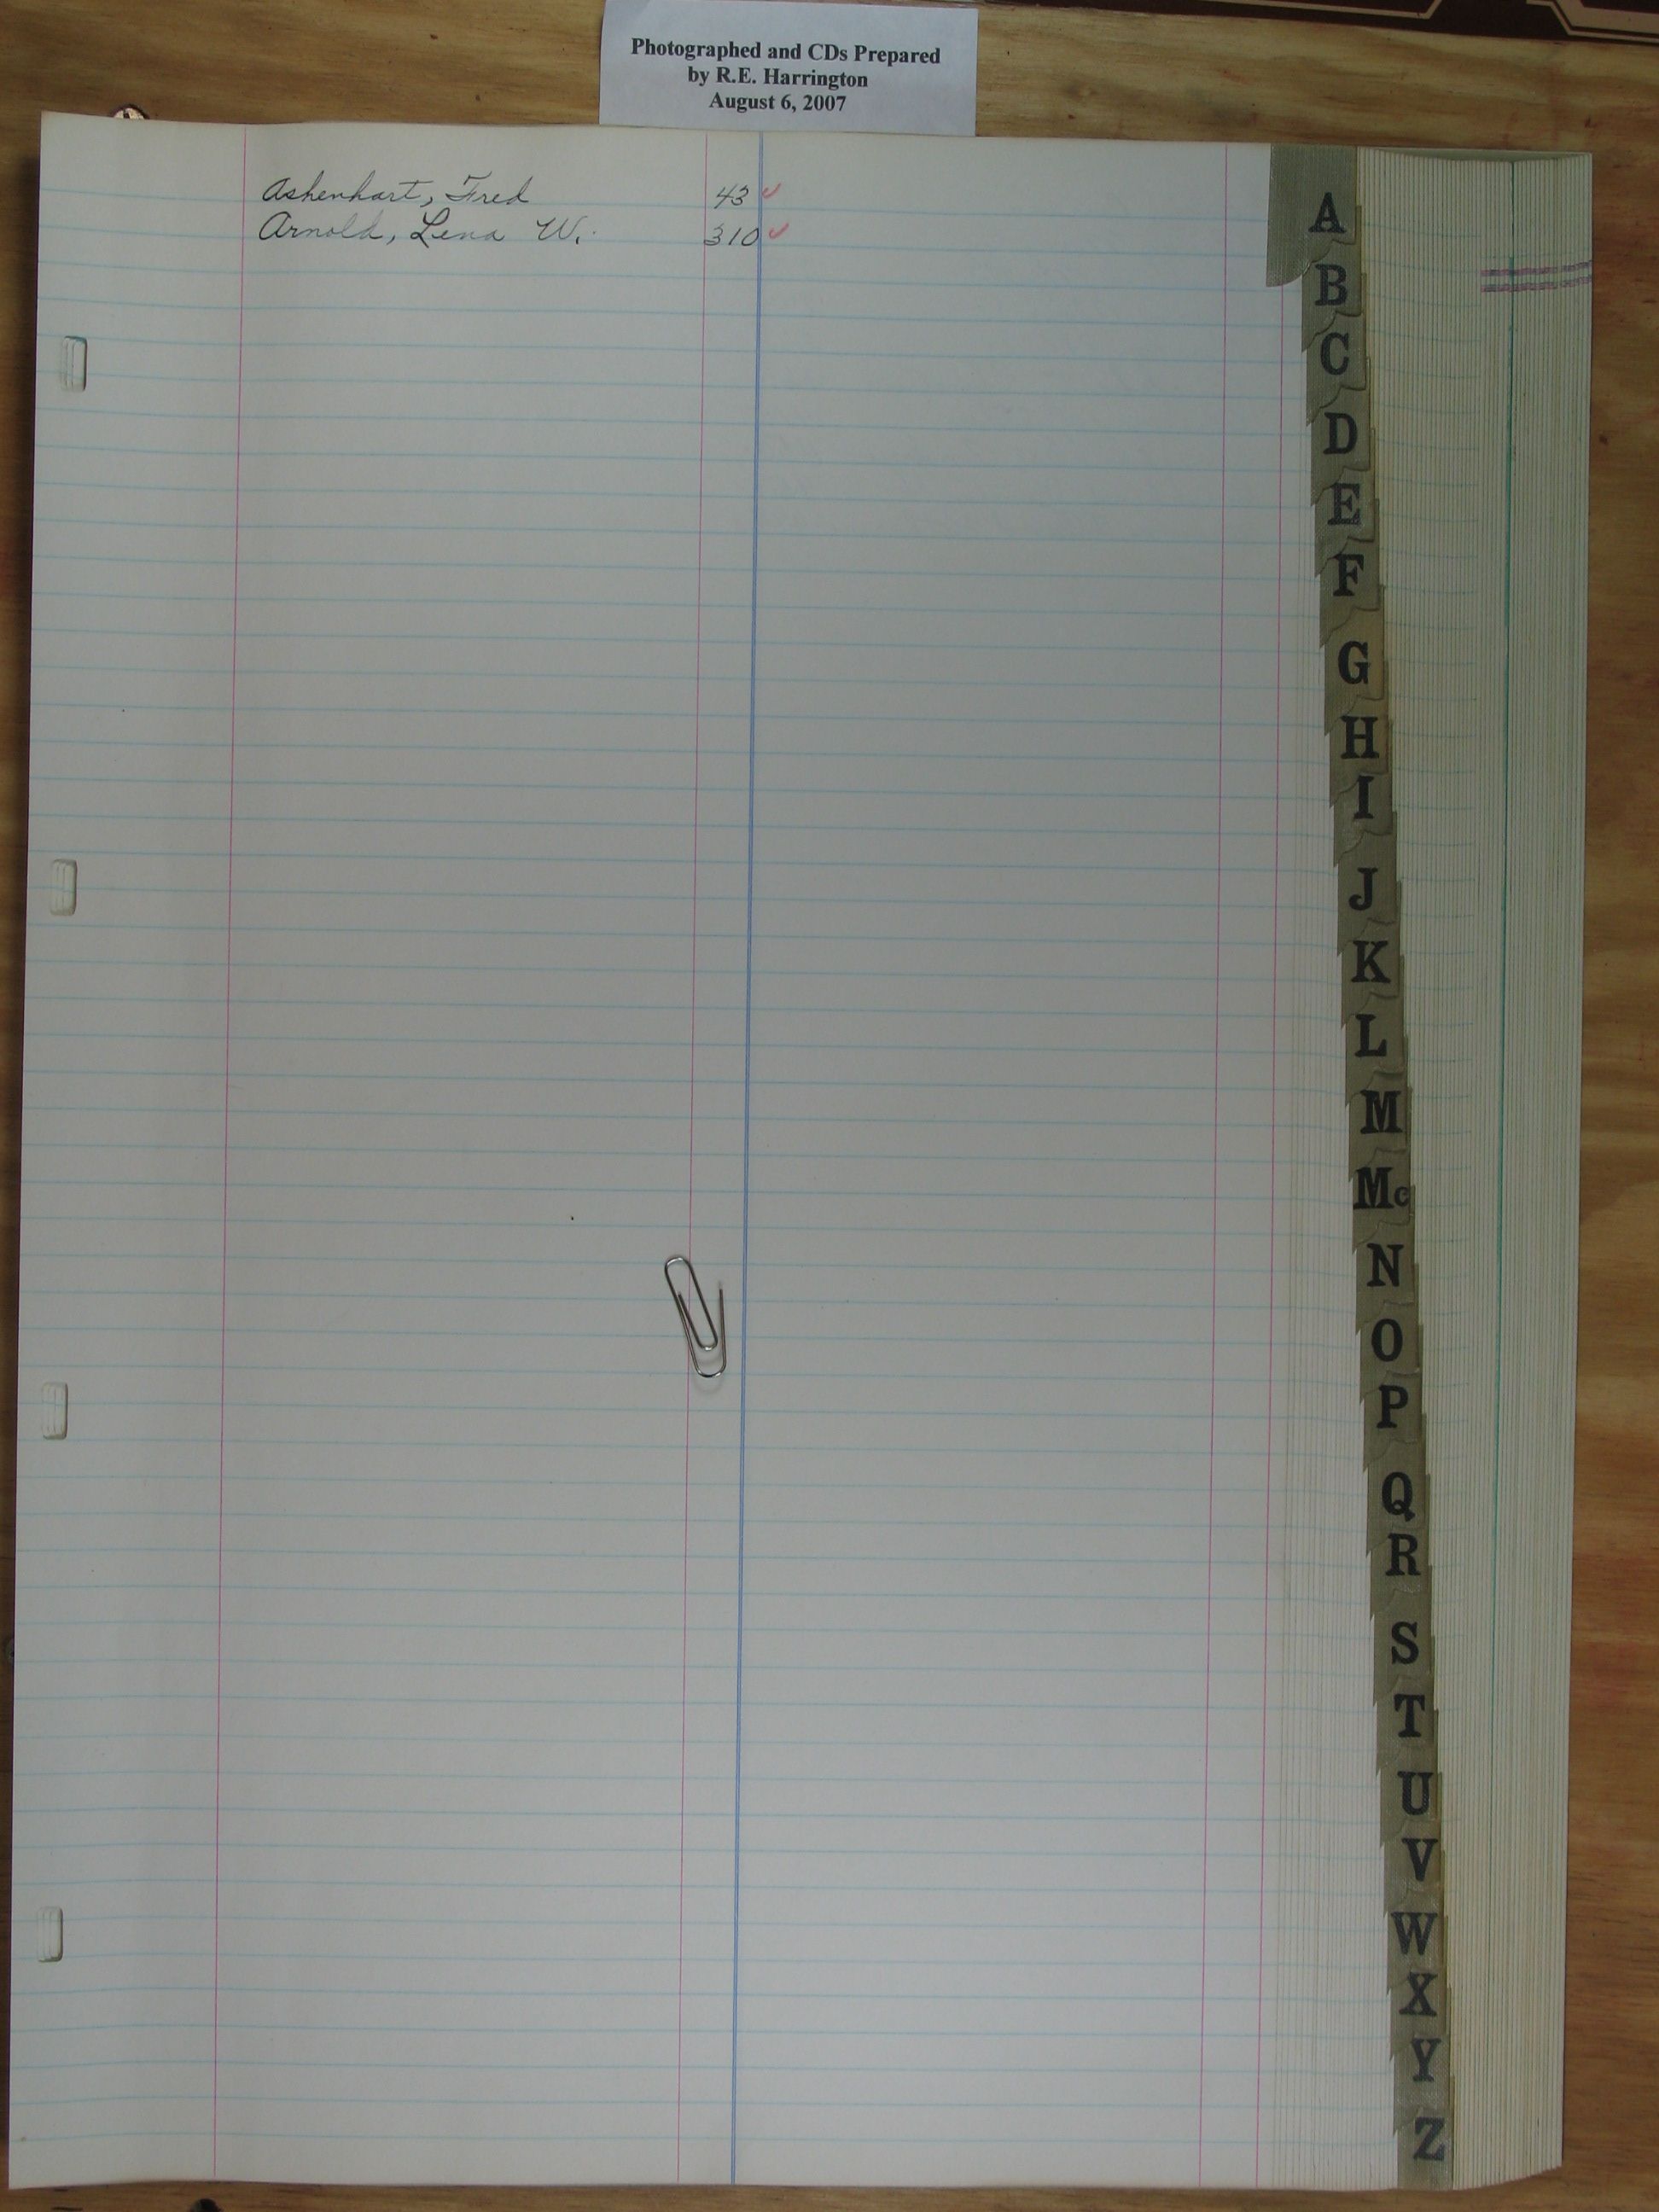 Photographed and CDs Prepared
by R.E. Harrington
August 6, 2007
Ashenhart, Fred 43 ✓
Arnold, Lena W. 310 ✓
A
B
C
D
E
F
G
H
I
J
K
L
M
Mc
N
O
P
Q
R
S
T
U
V
W
X
Y
Z